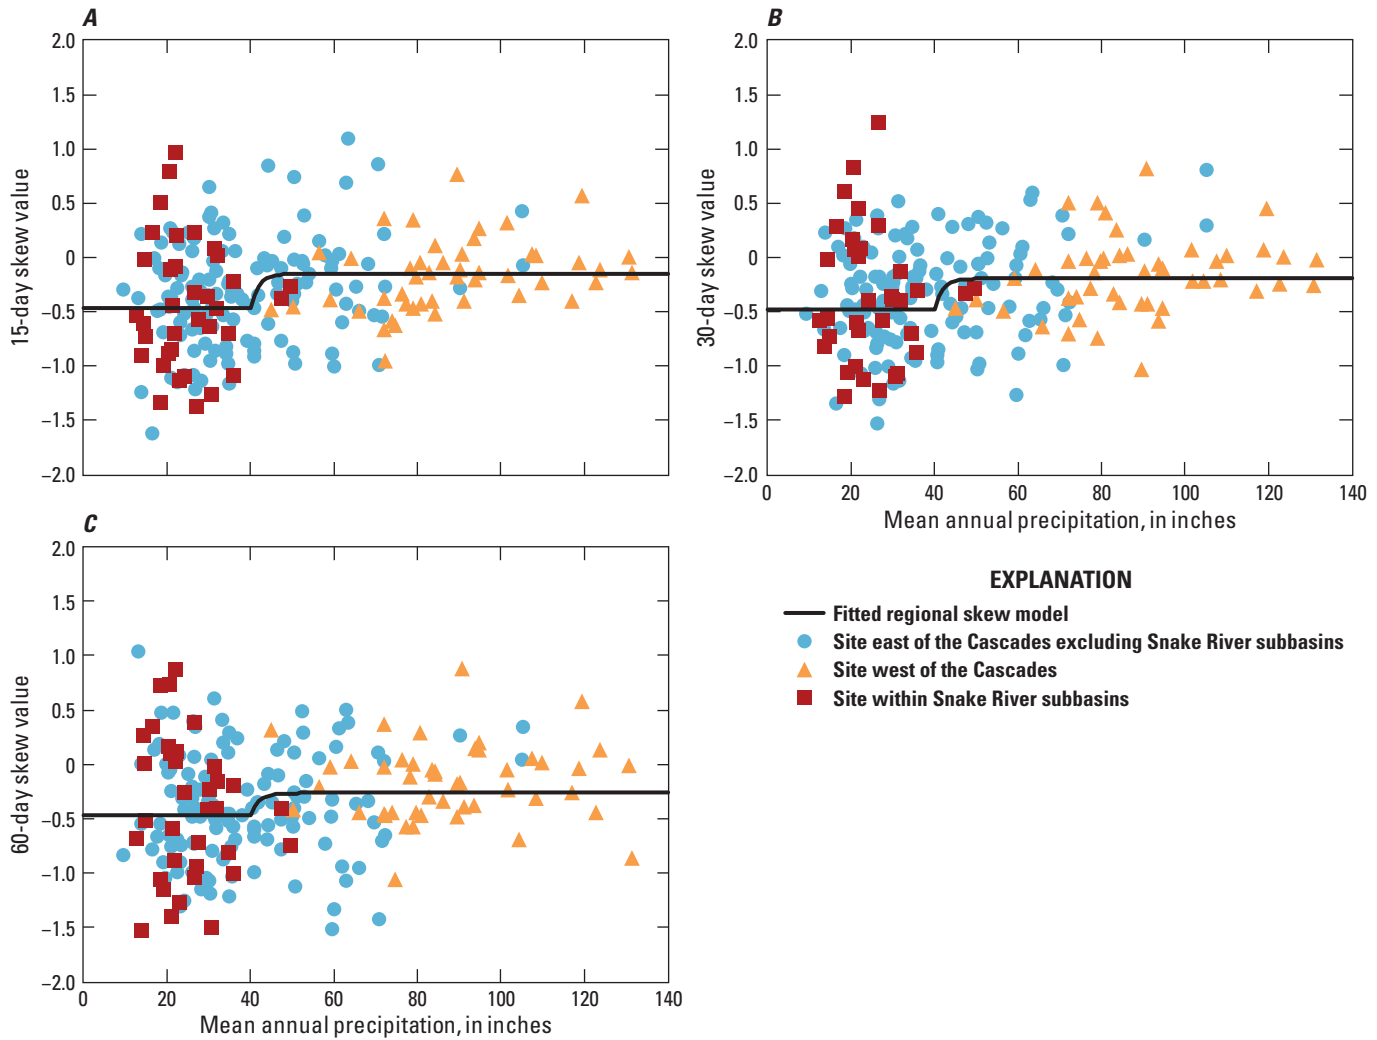 A
2.0
1.5
1.0
0.5
0
−0.5
−1.0
−1.5
−2.0
15-day skew value
B
2.0
1.5
1.0
0.5
0
−0.5
−1.0
−1.5
−2.0
30-day skew value
0 20 40 60 80 100 120 140
Mean annual precipitation, in inches
C
2.0
1.5
1.0
0.5
0
−0.5
−1.0
−1.5
−2.0
60-day skew value
0 20 40 60 80 100 120 140
Mean annual precipitation, in inches
EXPLANATION
Fitted regional skew model
Site east of the Cascades excluding Snake River subbasins
Site west of the Cascades
Site within Snake River subbasins